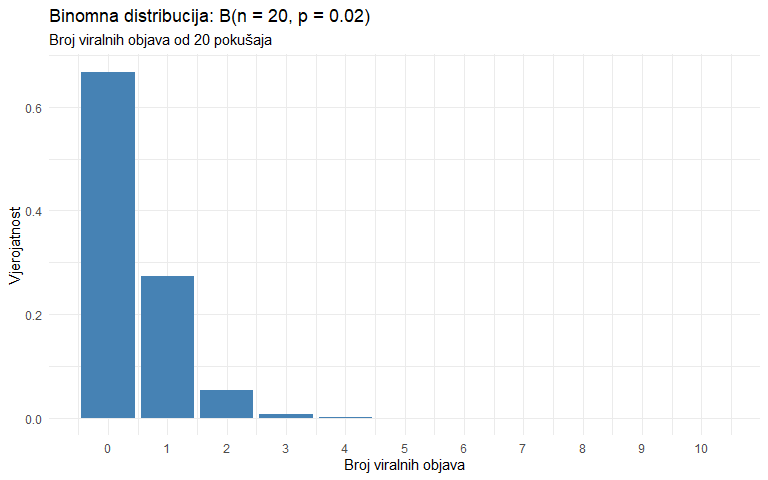 Binomna distribucija: B(n = 20, p = 0.02)
Broj viralnih objava od 20 pokušaja
Vjerojatnost
0.6
0.4
0.2
0.0
0 1 2 3 4 5 6 7 8 9 10
Broj viralnih objava